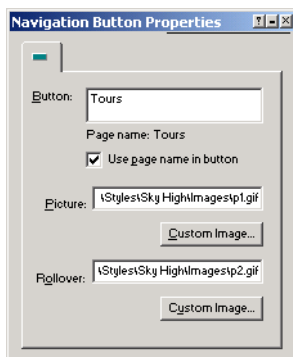 Navigation Button Properties
Button: Tours
Page name: Tours
Use page name in button
Picture: \Styles\Sky High\Images\p1.gif
Custom Image...
Rollover: \Styles\Sky High\Images\p2.gif
Custom Image...